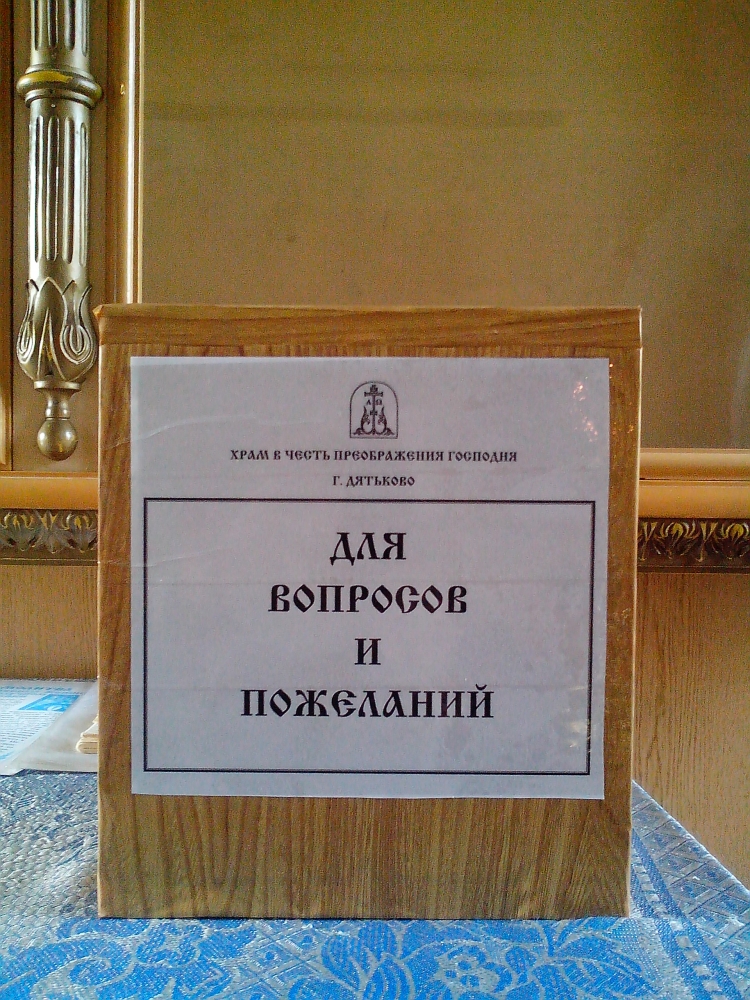 ХРАМ В ЧЕСТЬ ПРЕОБРАЖЕНИЯ ГОСПОДНЯ
Г. ДЯТЬКОВО
ДЛЯ
ВОПРОСОВ
И
ПОЖЕЛАНИЙ